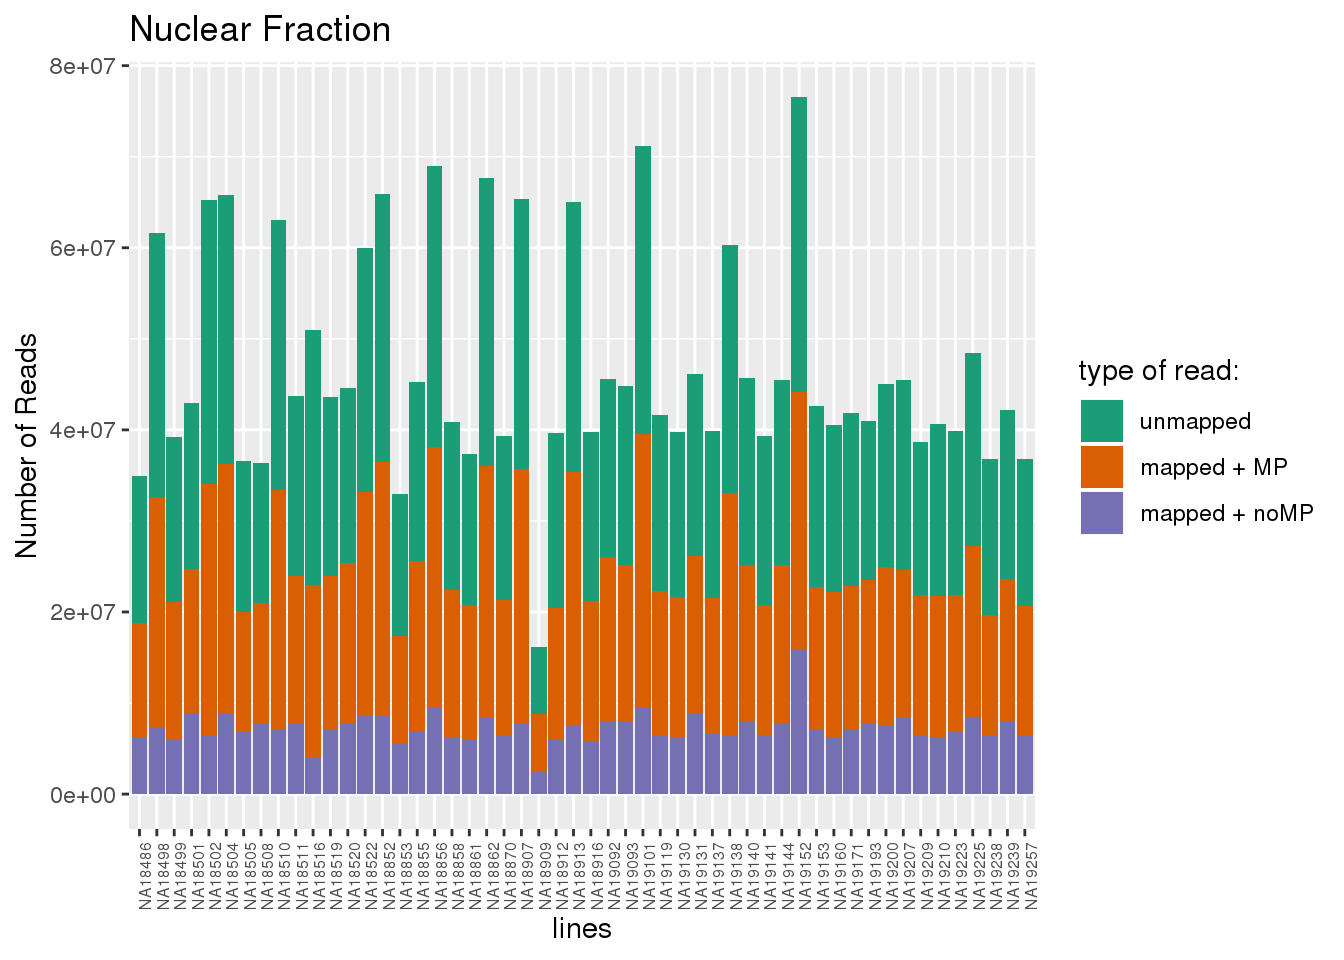 Nuclear Fraction
8e+07
6e+07
4e+07
2e+07
0e+00
Number of Reads
NA18486
NA18498
NA18499
NA18501
NA18502
NA18504
NA18505
NA18508
NA18510
NA18511
NA18516
NA18519
NA18520
NA18522
NA18852
NA18853
NA18855
NA18856
NA18858
NA18861
NA18862
NA18870
NA18907
NA18909
NA18912
NA18913
NA18916
NA19092
NA19093
NA19101
NA19119
NA19130
NA19131
NA19137
NA19138
NA19140
NA19141
NA19144
NA19152
NA19153
NA19160
NA19171
NA19193
NA19200
NA19207
NA19209
NA19210
NA19223
NA19225
NA19238
NA19239
NA19257
lines
type of read:
unmapped
mapped + MP
mapped + noMP